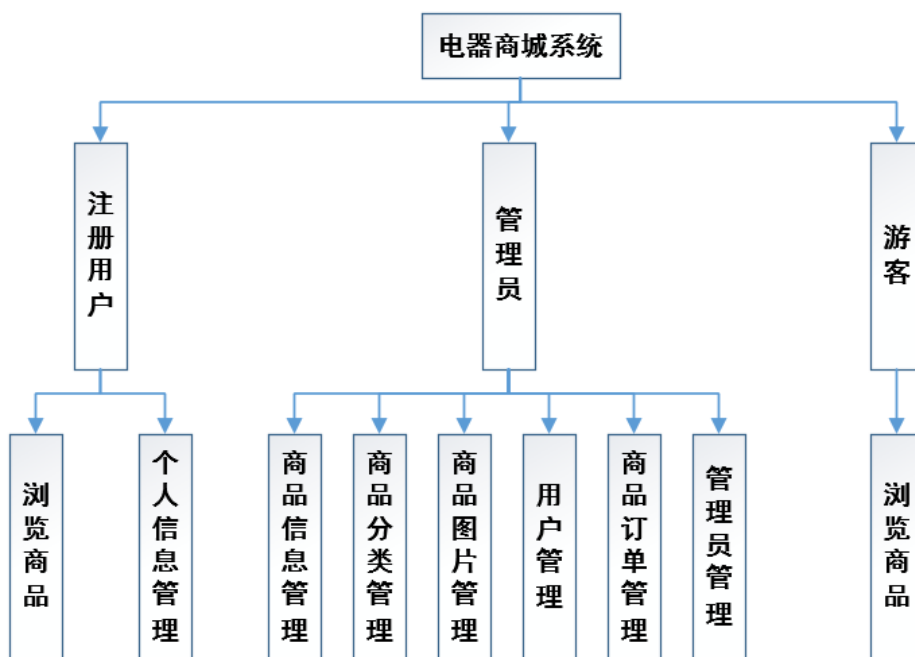 电器商城系统
注册用户
管理员
游客
浏览商品
个人信息管理
商品信息管理
商品分类管理
商品图片管理
用户管理
商品订单管理
管理员管理
浏览商品